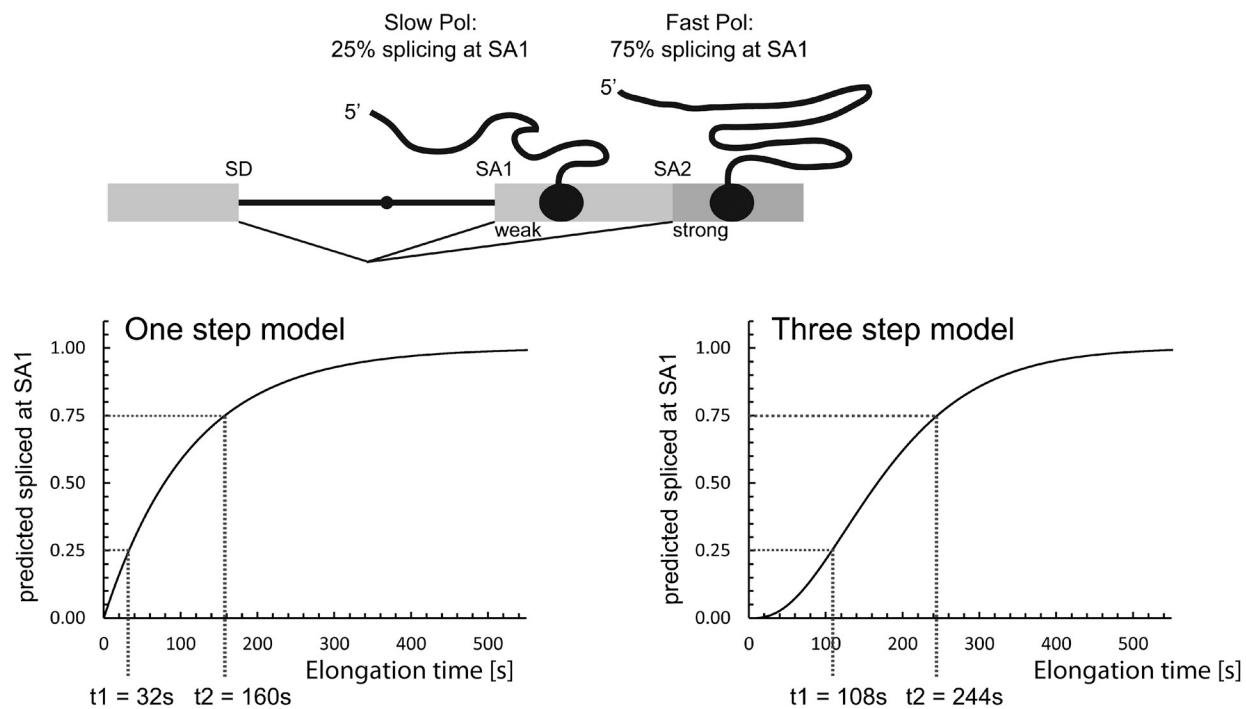 Slow Pol:
25% splicing at SA1
Fast Pol:
75% splicing at SA1
5’
5’
SD
SA1
SA2
weak
strong
One step model
predicted spliced at SA1
1.00
0.75
0.50
0.25
0.00
0 100 200 300 400 500
Elongation time [s]
t1 = 32s t2 = 160s
Three step model
predicted spliced at SA1
1.00
0.75
0.50
0.25
0.00
0 100 200 300 400 500
Elongation time [s]
t1 = 108s t2 = 244s